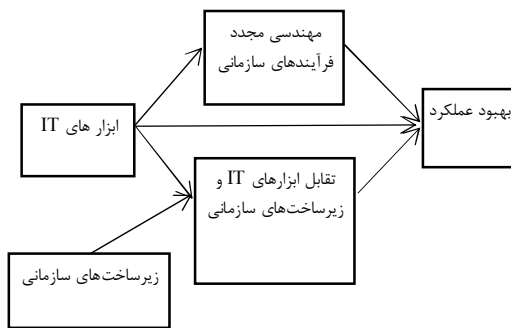 مهندسی مجدد
فرآیندهای سازمانی
بهبود عملکرد
ابزار های IT
تقابل ابزارهای IT و
زیرساخت‌های سازمانی
زیرساخت‌های سازمانی